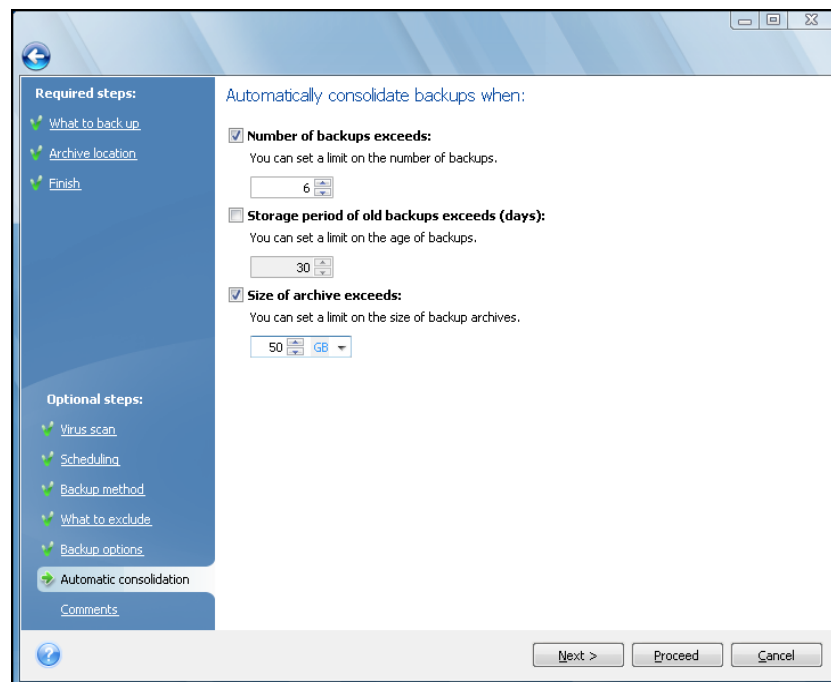 Required steps:
What to back up
Archive location
Finish
Optional steps:
Virus scan
Scheduling
Backup method
What to exclude
Backup options
Automatic consolidation
Comments
Automatically consolidate backups when:
Number of backups exceeds:
You can set a limit on the number of backups.
6
Storage period of old backups exceeds (days):
You can set a limit on the age of backups.
30
Size of archive exceeds:
You can set a limit on the size of backup archives.
50 GB
Next >
Proceed
Cancel